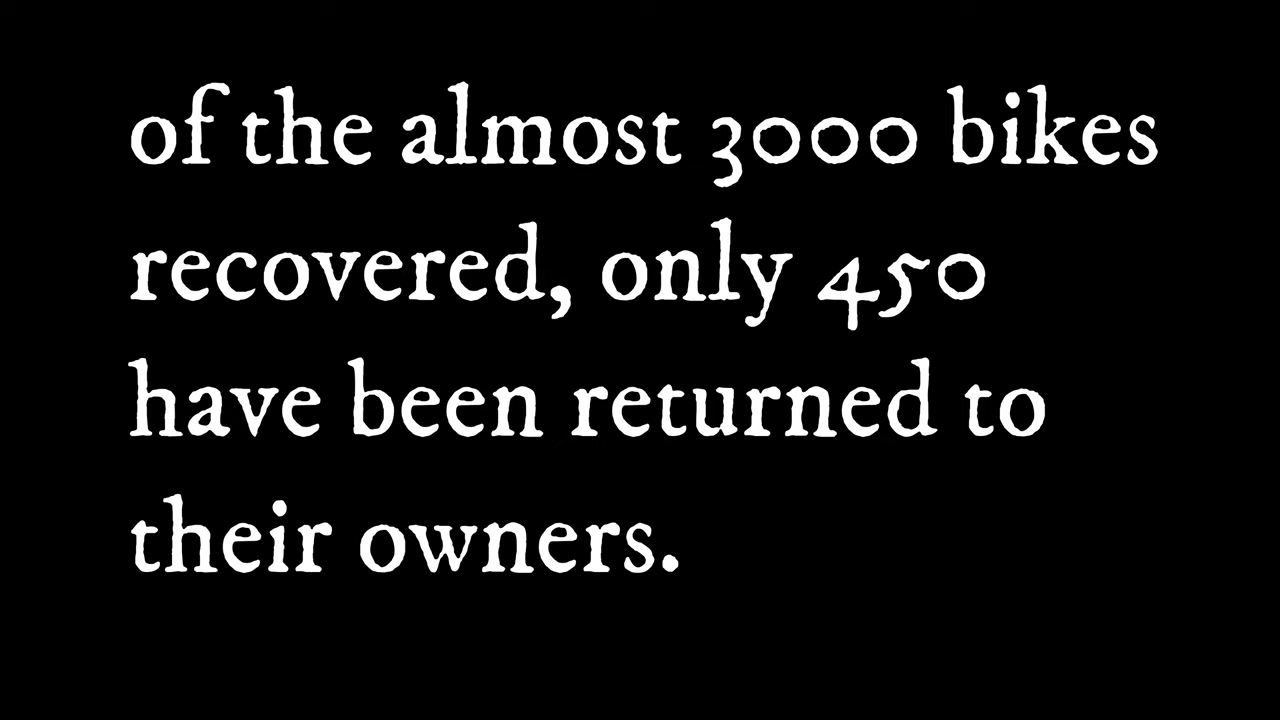 of the almost 3000 bikes
recovered, only 450
have been returned to
their owners.